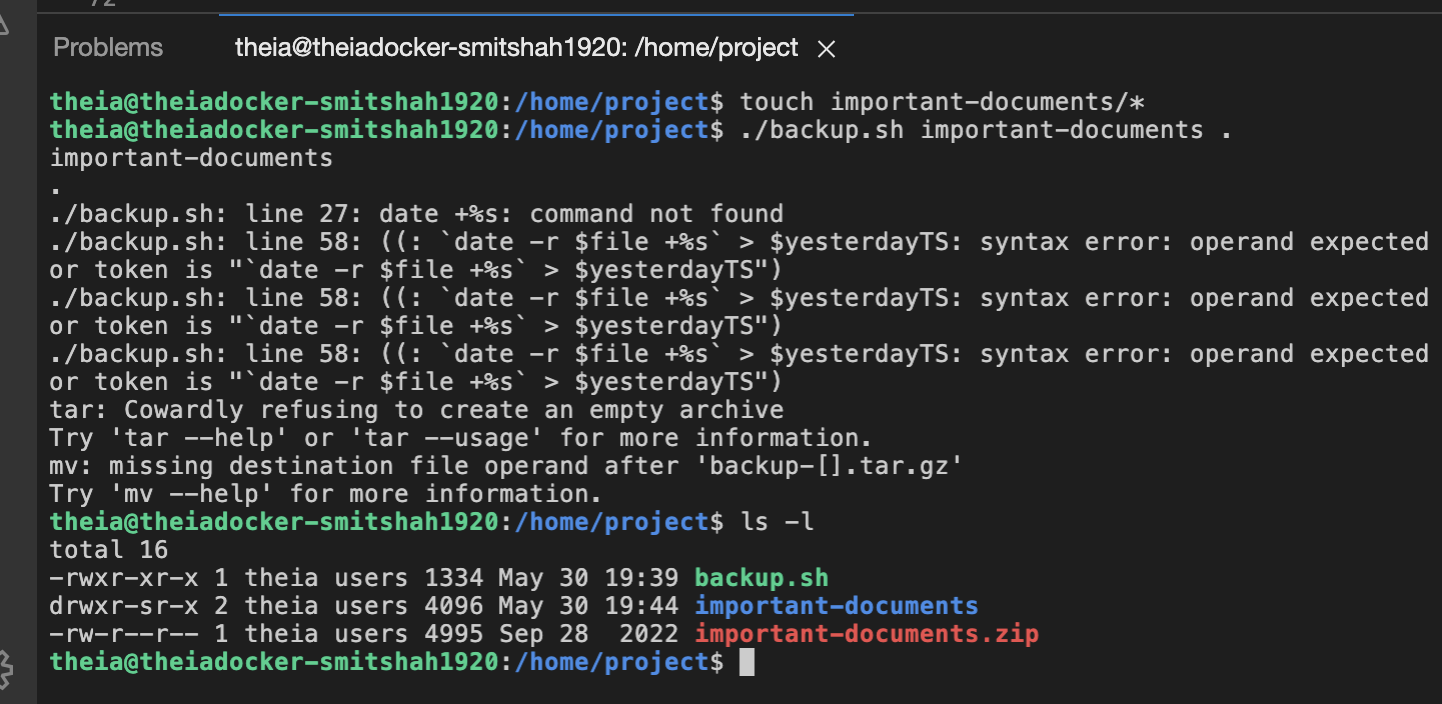 Problems theia@theiadocker-smitshah1920: /home/project ×
theia@theiadocker-smitshah1920:/home/project$ touch important-documents/*
theia@theiadocker-smitshah1920:/home/project$ ./backup.sh important-documents .
important-documents
.
./backup.sh: line 27: date +%s: command not found
./backup.sh: line 58: ((: `date -r $file +%s` > $yesterdayTS: syntax error: operand expected
or token is "`date -r $file +%s` > $yesterdayTS")
./backup.sh: line 58: ((: `date -r $file +%s` > $yesterdayTS: syntax error: operand expected
or token is "`date -r $file +%s` > $yesterdayTS")
./backup.sh: line 58: ((: `date -r $file +%s` > $yesterdayTS: syntax error: operand expected
or token is "`date -r $file +%s` > $yesterdayTS")
tar: Cowardly refusing to create an empty archive
Try 'tar --help' or 'tar --usage' for more information.
mv: missing destination file operand after 'backup-[].tar.gz'
Try 'mv --help' for more information.
theia@theiadocker-smitshah1920:/home/project$ ls -l
total 16
-rwxr-xr-x 1 theia users 1334 May 30 19:39 backup.sh
drwxr-sr-x 2 theia users 4096 May 30 19:44 important-documents
-rw-r--r-- 1 theia users 4995 Sep 28  2022 important-documents.zip
theia@theiadocker-smitshah1920:/home/project$